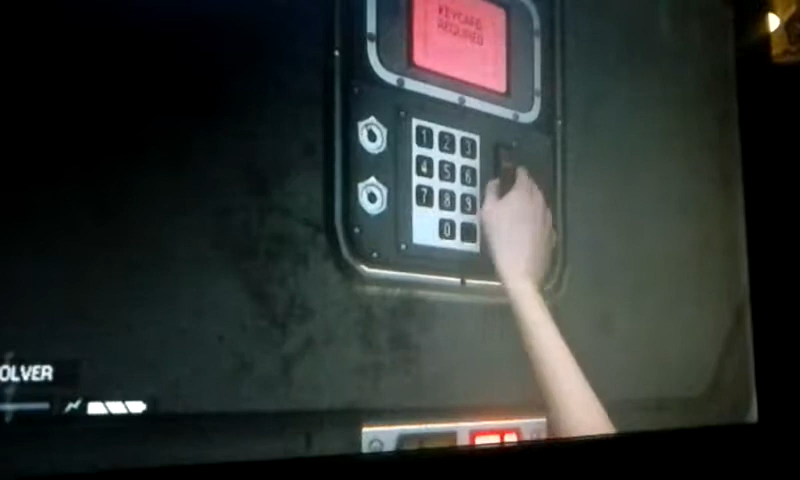 KEYCARD
REQUIRED
1 2 3
4 5 6
7 8 9
0
OLVER